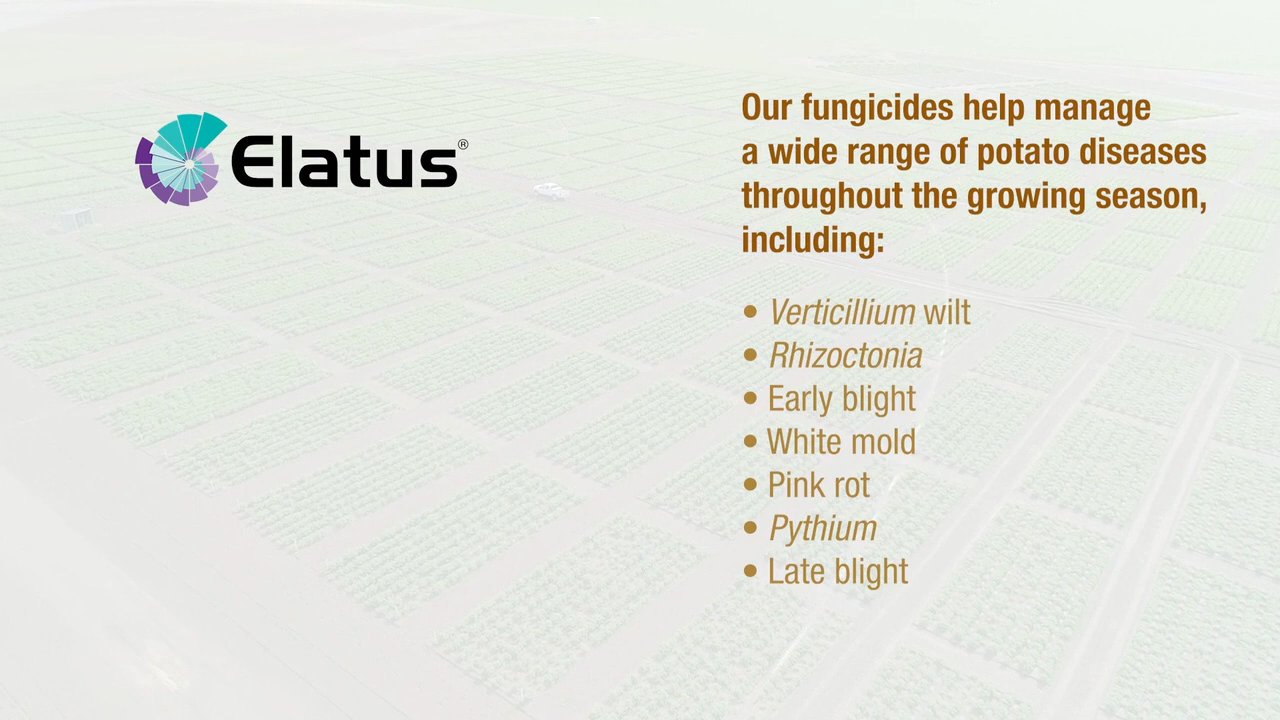 Elatus®
Our fungicides help manage
a wide range of potato diseases
throughout the growing season,
including:
• Verticillium wilt
• Rhizoctonia
• Early blight
• White mold
• Pink rot
• Pythium
• Late blight